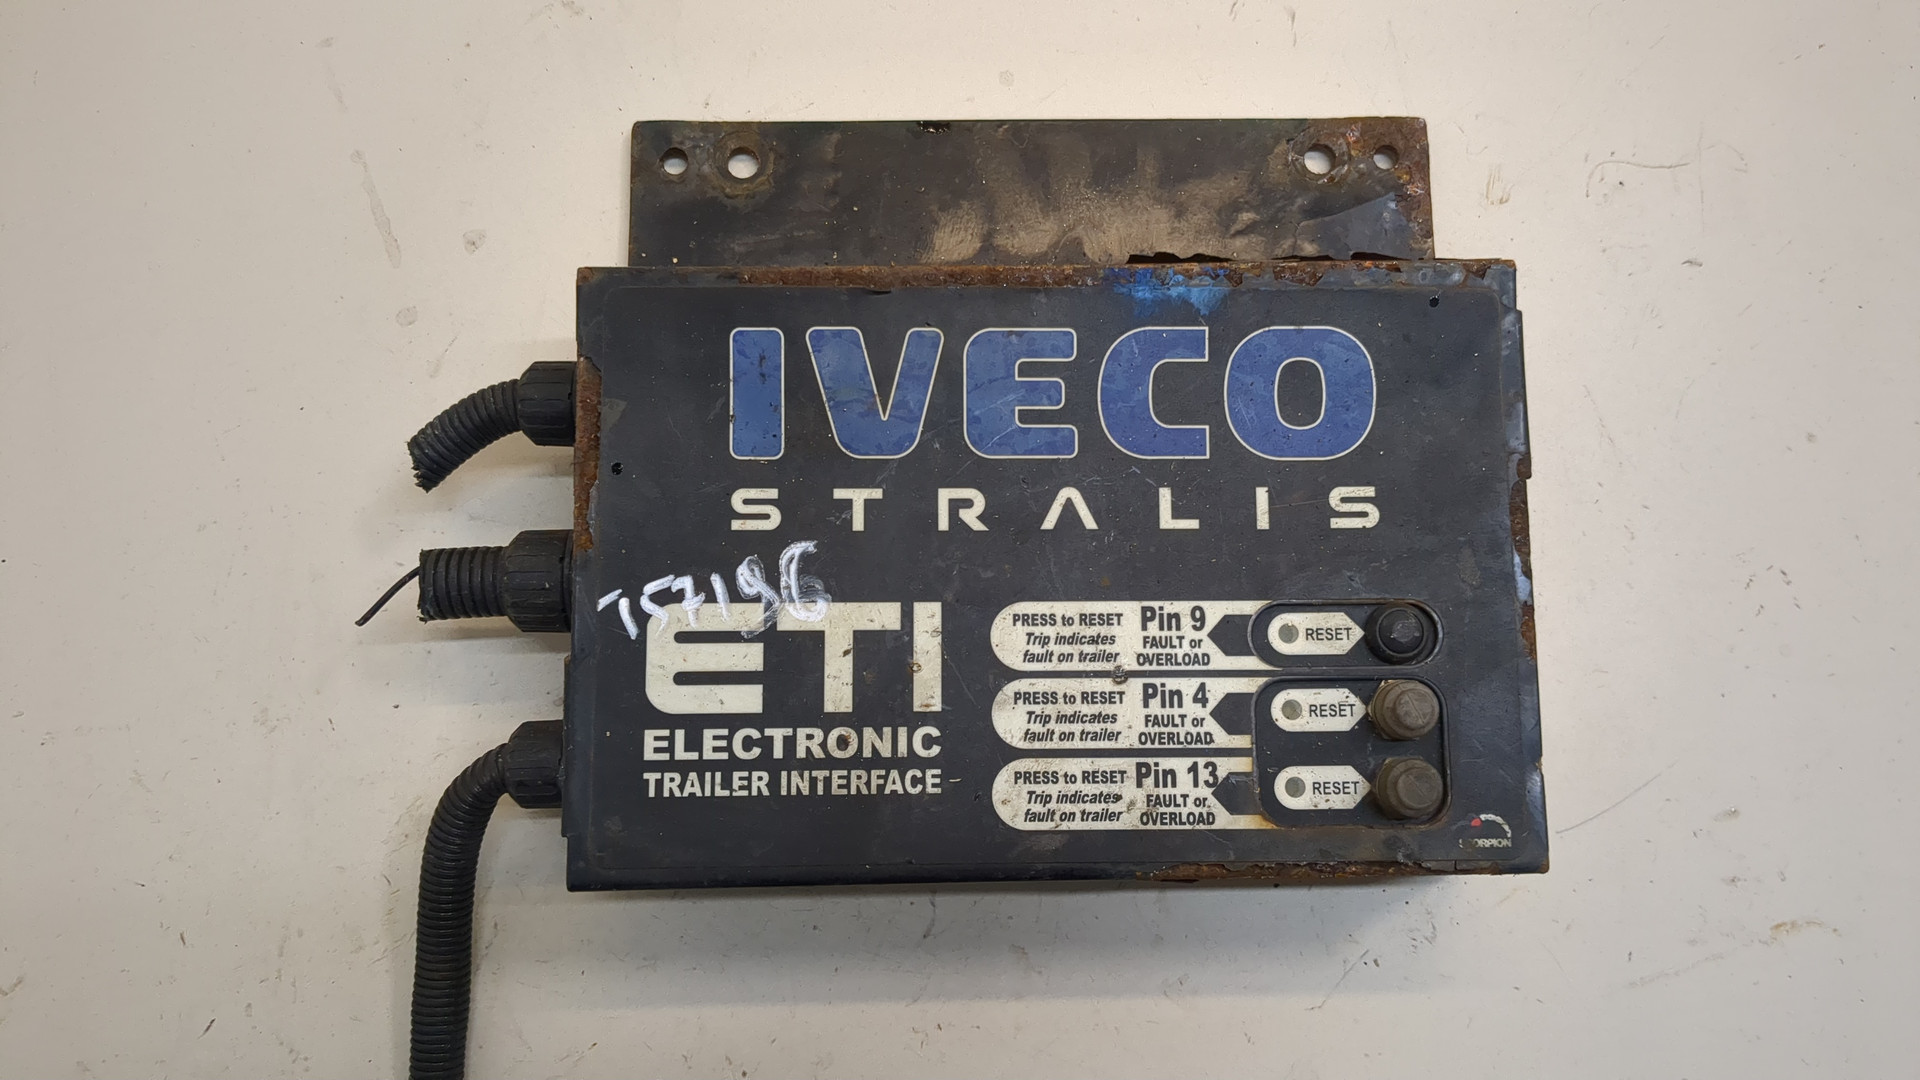 IVECO
STRALIS
T57196
ETI
ELECTRONIC
TRAILER INTERFACE
PRESS to RESET
Trip indicates
fault on trailer
Pin 9
FAULT or
OVERLOAD
RESET
PRESS to RESET
Trip indicates
fault on trailer
Pin 4
FAULT or
OVERLOAD
RESET
PRESS to RESET
Trip indicates
fault on trailer
Pin 13
FAULT or
OVERLOAD
RESET
SCORPION